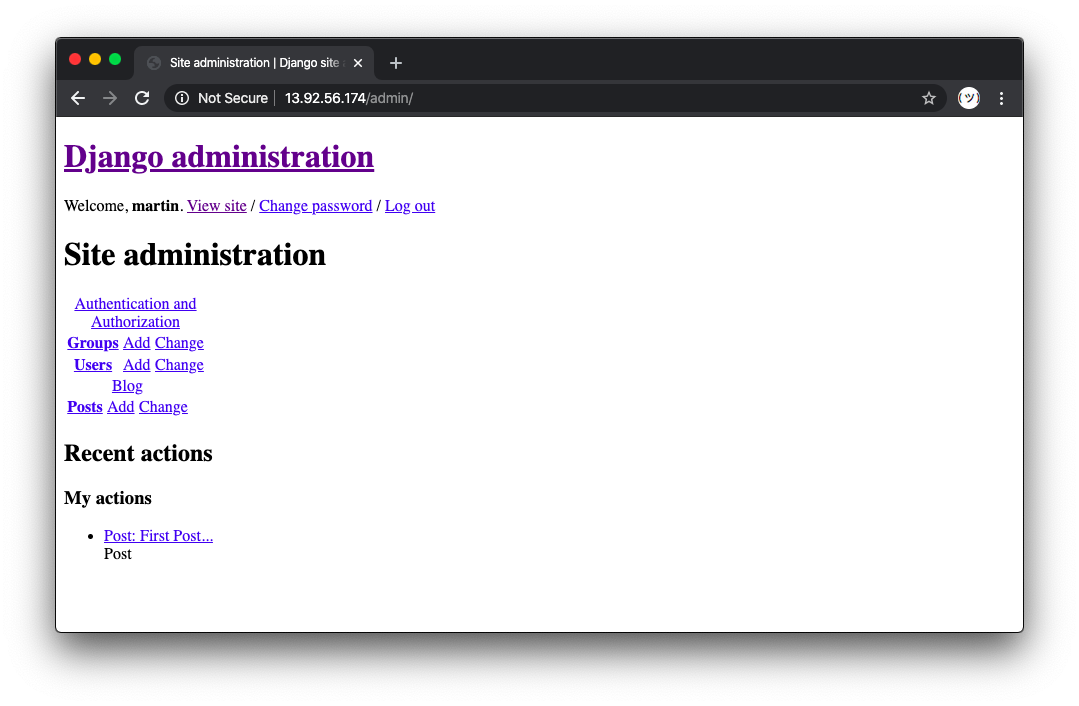 Site administration | Django site
Not Secure | 13.92.56.174/admin/
(ツ)
Django administration
Welcome, martin. View site / Change password / Log out
Site administration
Authentication and
Authorization
Groups Add Change
Users Add Change
Blog
Posts Add Change
Recent actions
My actions
Post: First Post...
Post